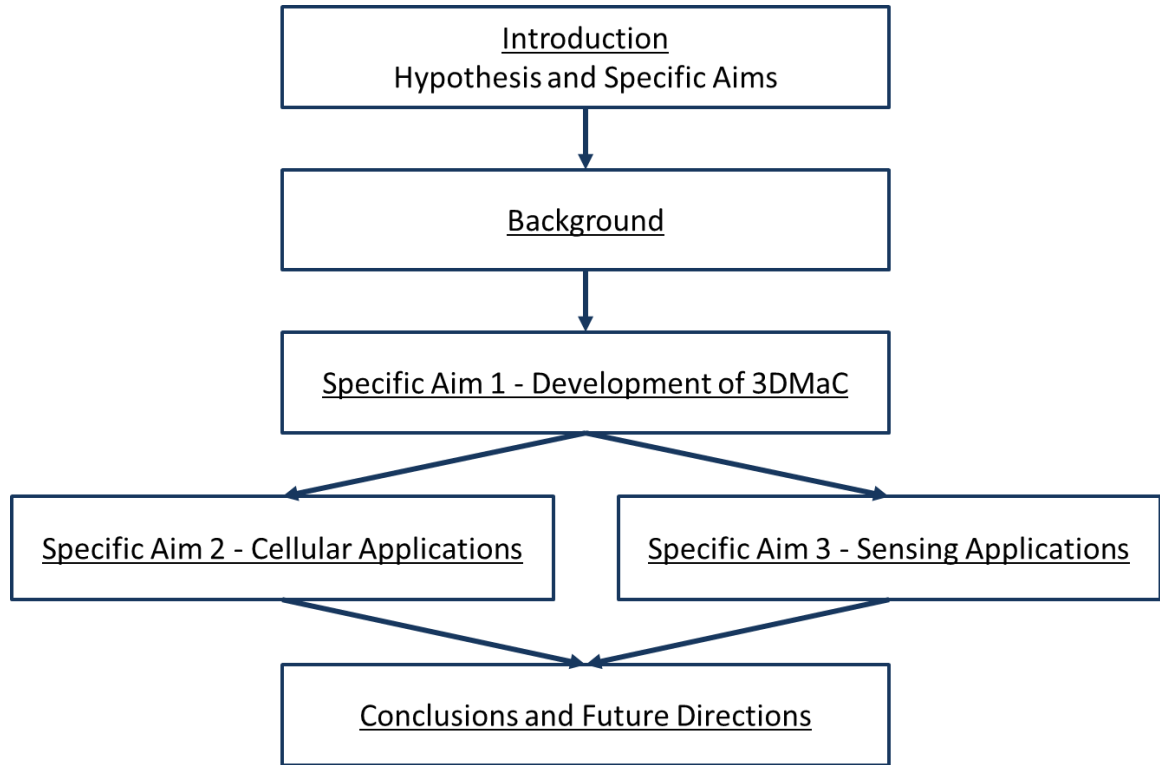 Introduction
Hypothesis and Specific Aims
Background
Specific Aim 1 - Development of 3DMaC
Specific Aim 2 - Cellular Applications
Specific Aim 3 - Sensing Applications
Conclusions and Future Directions